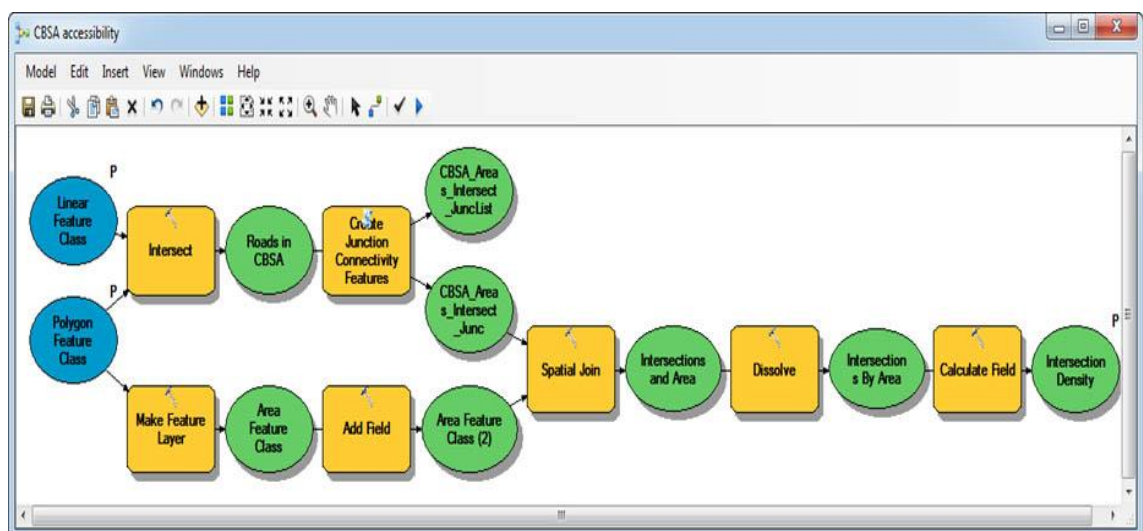 CBSA accessibility
Model Edit Insert View Windows Help
P
Linear
Feature
Class
Intersect
Roads in
CBSA
Create
Junction
Connectivity
Features
CBSA_Area
s_Intersect
_JuncList
P
Polygon
Feature
Class
CBSA_Area
s_Intersect
_Junc
Make Feature
Layer
Area
Feature
Class
Add Field
Area Feature
Class (2)
Spatial Join
Intersections
and Area
Dissolve
Intersection
s By Area
Calculate Field
P
Intersection
Density